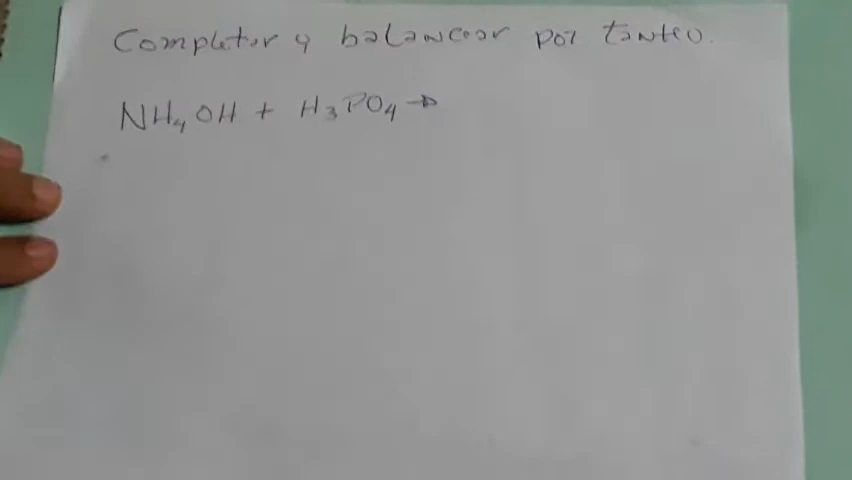 Completar y balancear por tanteo.
NH₄OH + H₃PO₄ →